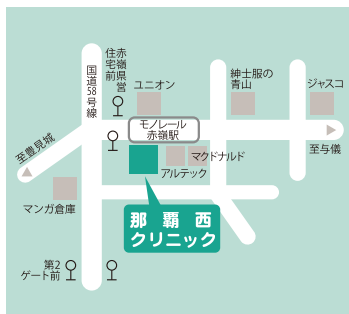 赤嶺県営
住宅前
国道58号線
ユニオン
紳士服の
青山
ジャスコ
モノレール
赤嶺駅
至豊見城
至与儀
マクドナルド
アルテック
マンガ倉庫
那覇西
クリニック
第2
ゲート前